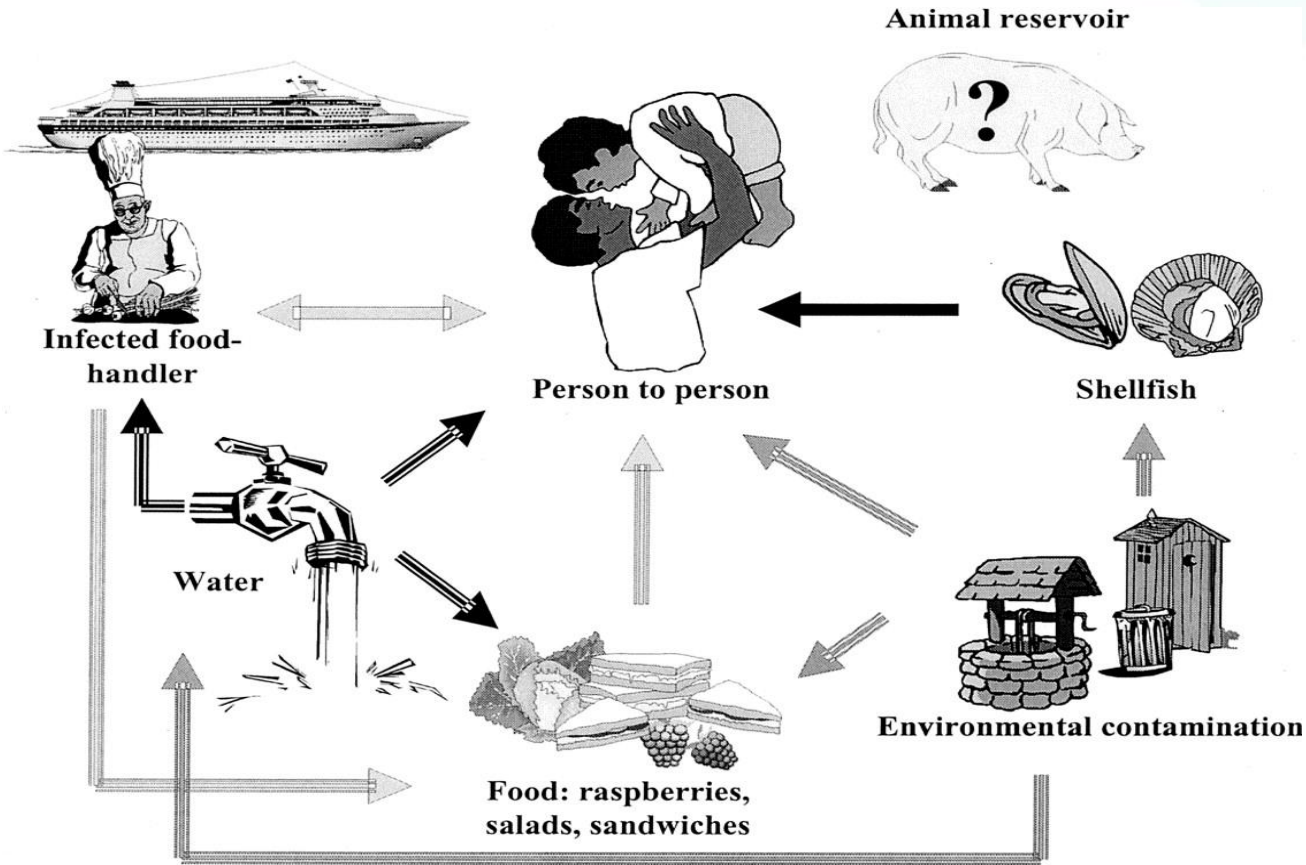 Animal reservoir
?
Infected food-
handler
Person to person
Shellfish
Water
Environmental contamination
Food: raspberries,
salads, sandwiches